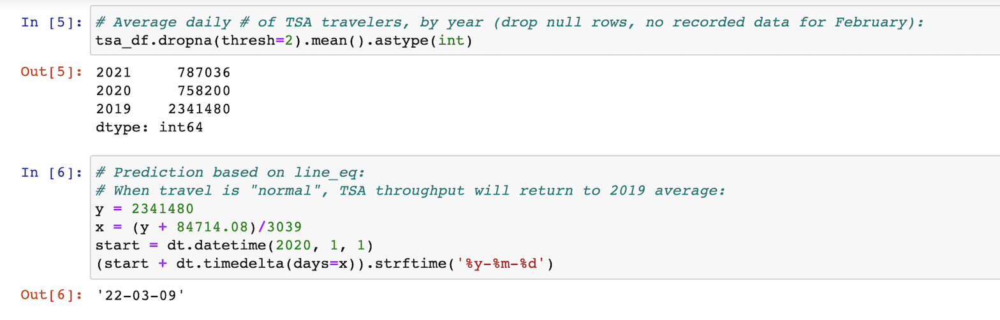 In [5]: # Average daily # of TSA travelers, by year (drop null rows, no recorded data for February):
tsa_df.dropna(thresh=2).mean().astype(int)
Out[5]: 2021     787036
2020     758200
2019    2341480
dtype: int64
In [6]: # Prediction based on line_eq:
# When travel is "normal", TSA throughput will return to 2019 average:
y = 2341480
x = (y + 84714.08)/3039
start = dt.datetime(2020, 1, 1)
(start + dt.timedelta(days=x)).strftime('%y-%m-%d')
Out[6]: '22-03-09'